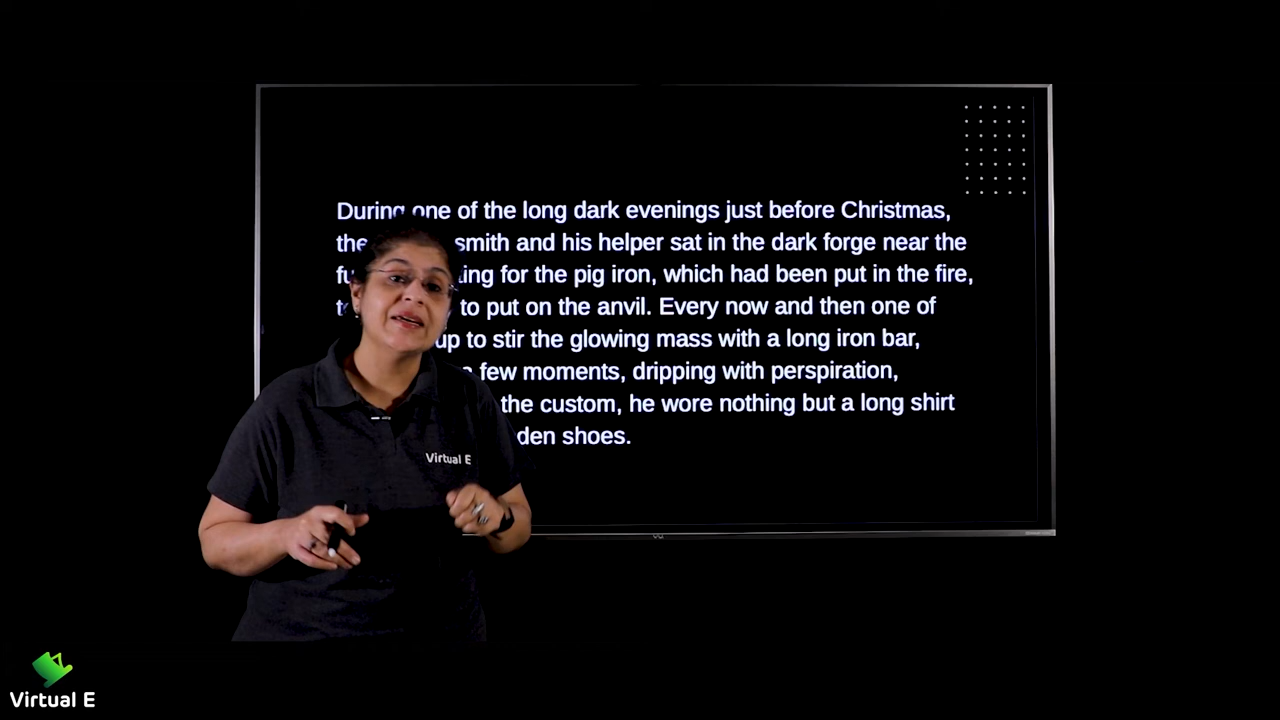 During one of the long dark evenings just before Christmas,
the smith and his helper sat in the dark forge near the
for the pig iron, which had been put in the fire,
to put on the anvil. Every now and then one of
up to stir the glowing mass with a long iron bar,
few moments, dripping with perspiration,
the custom, he wore nothing but a long shirt
shoes.
Virtual E
Virtual E